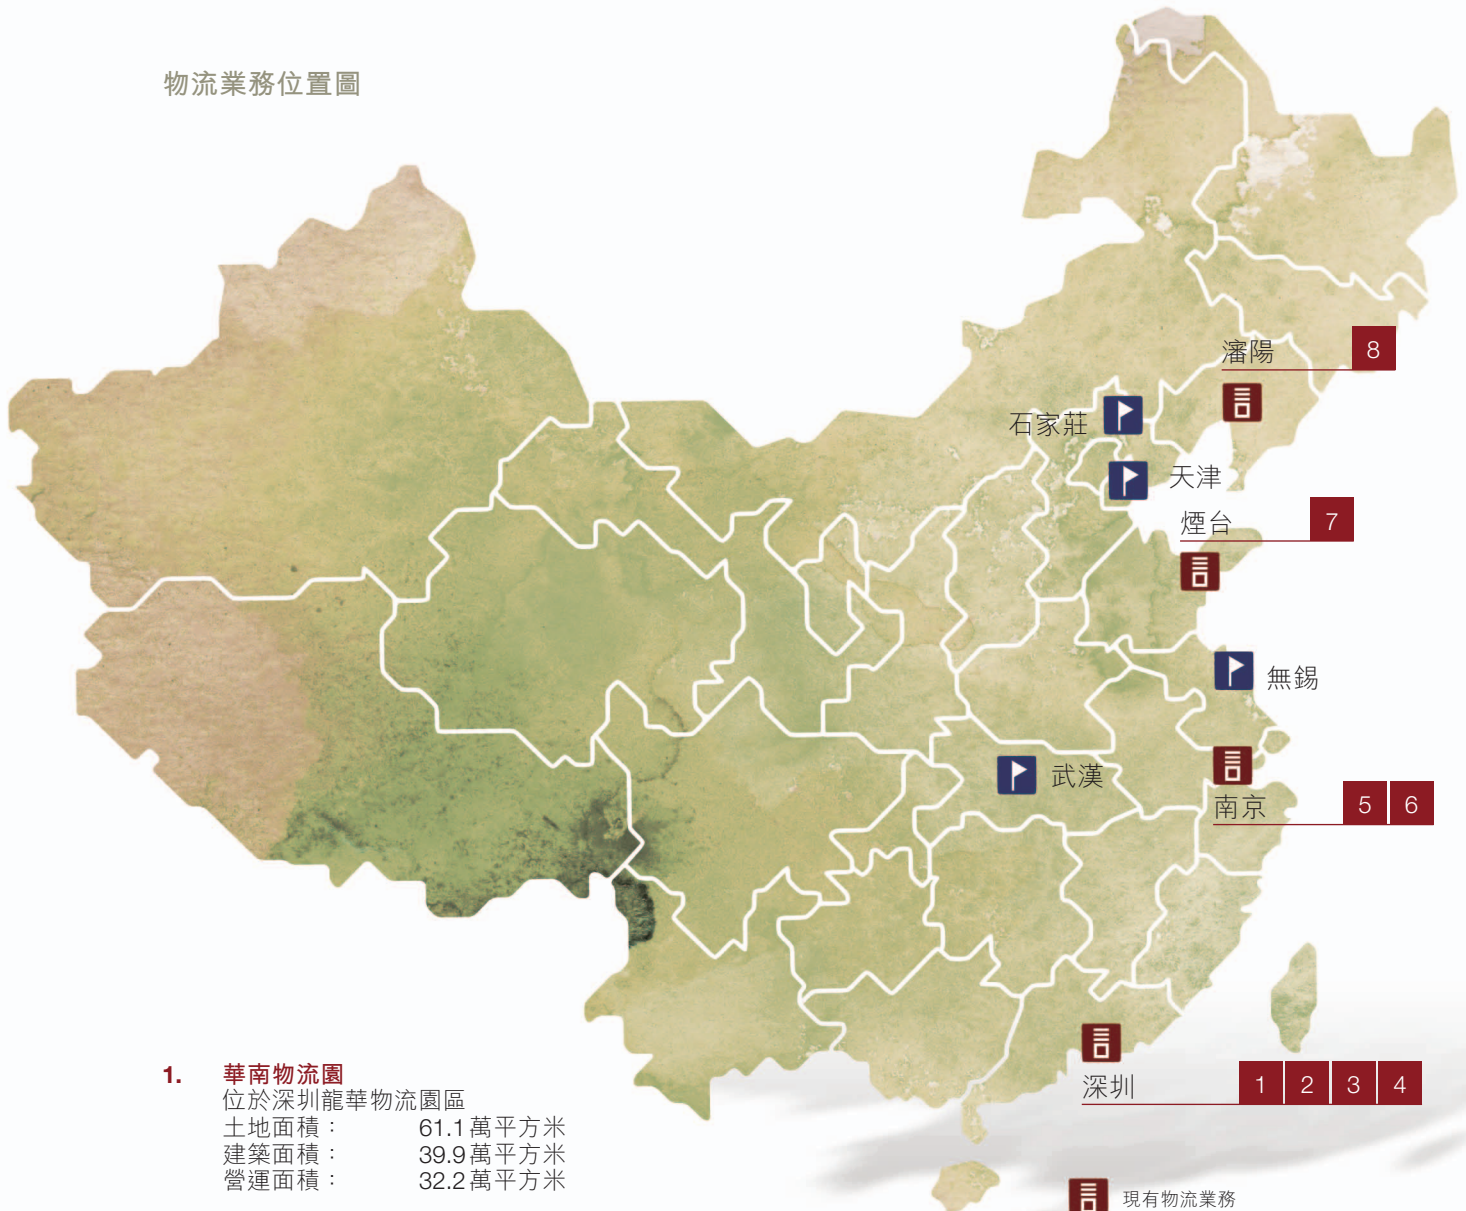 物流業務位置圖
瀋陽 8
石家莊
天津
煙台 7
無錫
武漢
南京 5 6
深圳 1 2 3 4
1. 華南物流園
位於深圳龍華物流園區
土地面積： 61.1萬平方米
建築面積： 39.9萬平方米
營運面積： 32.2萬平方米
現有物流業務